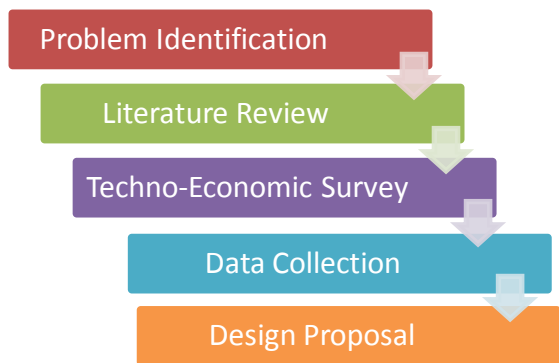 Problem Identification
Literature Review
Techno-Economic Survey
Data Collection
Design Proposal